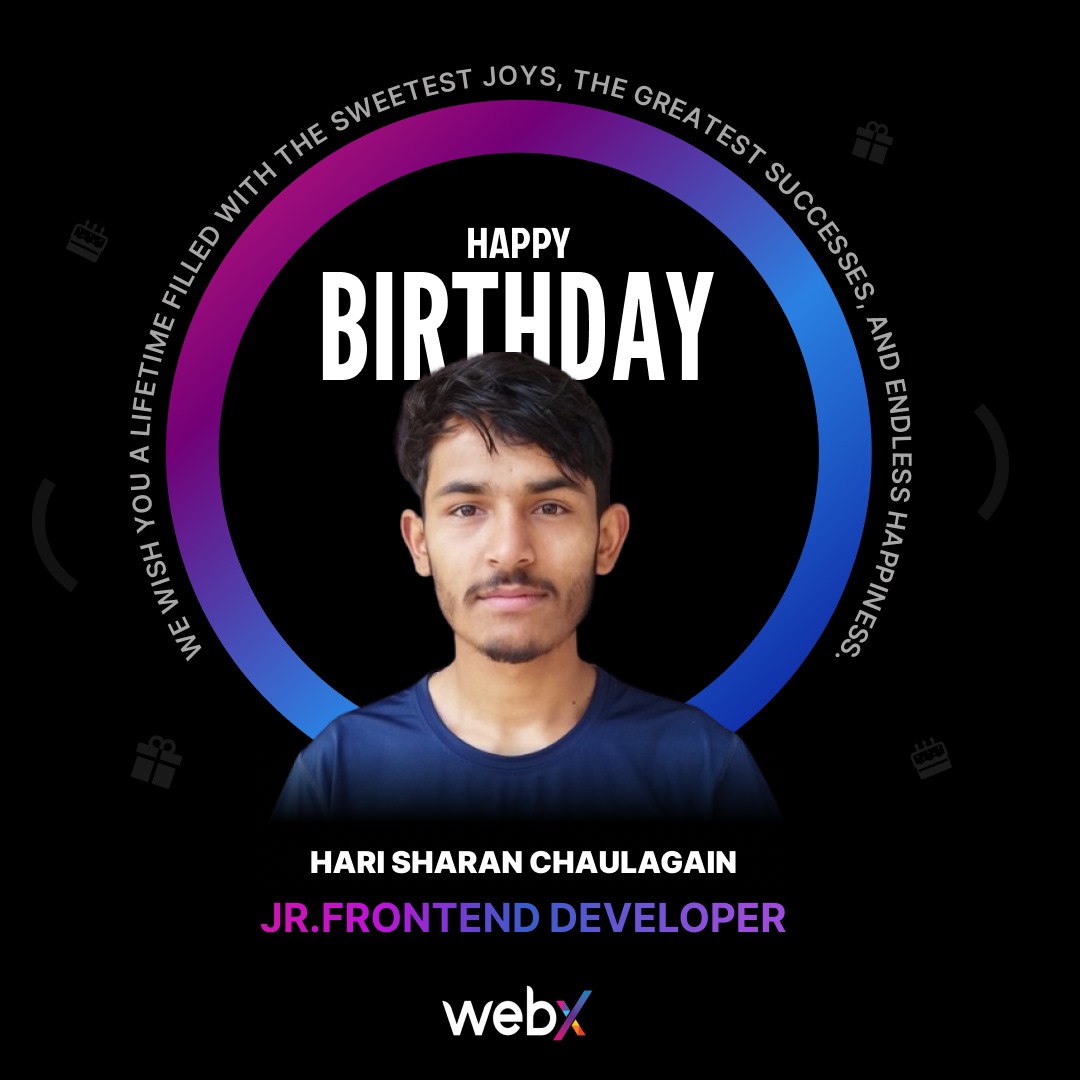 WE WISH YOU A LIFETIME FILLED WITH THE SWEETEST JOYS, THE GREATEST SUCCESSES, AND ENDLESS HAPPINESS.
HAPPY
BIRTHDAY
HARI SHARAN CHAULAGAIN
JR.FRONTEND DEVELOPER
webx